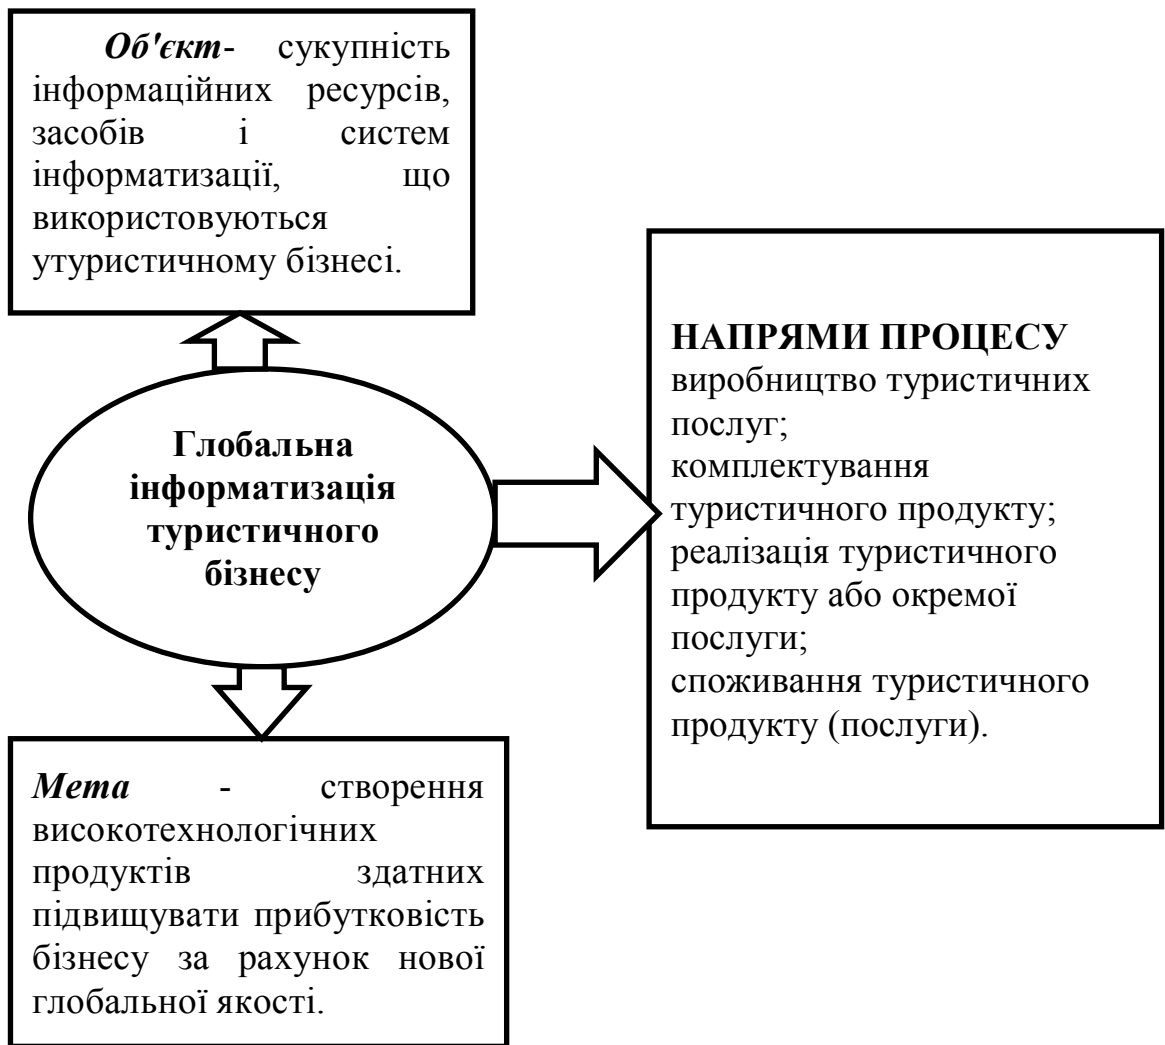 Об'єкт- сукупність
інформаційних ресурсів,
засобів і систем
інформатизації, що
використовуються
утуристичному бізнесі.
Глобальна
інформатизація
туристичного
бізнесу
НАПРЯМИ ПРОЦЕСУ
виробництво туристичних
послуг;
комплектування
туристичного продукту;
реалізація туристичного
продукту або окремої
послуги;
споживання туристичного
продукту (послуги).
Мета - створення
високотехнологічних
продуктів здатних
підвищувати прибутковість
бізнесу за рахунок нової
глобальної якості.